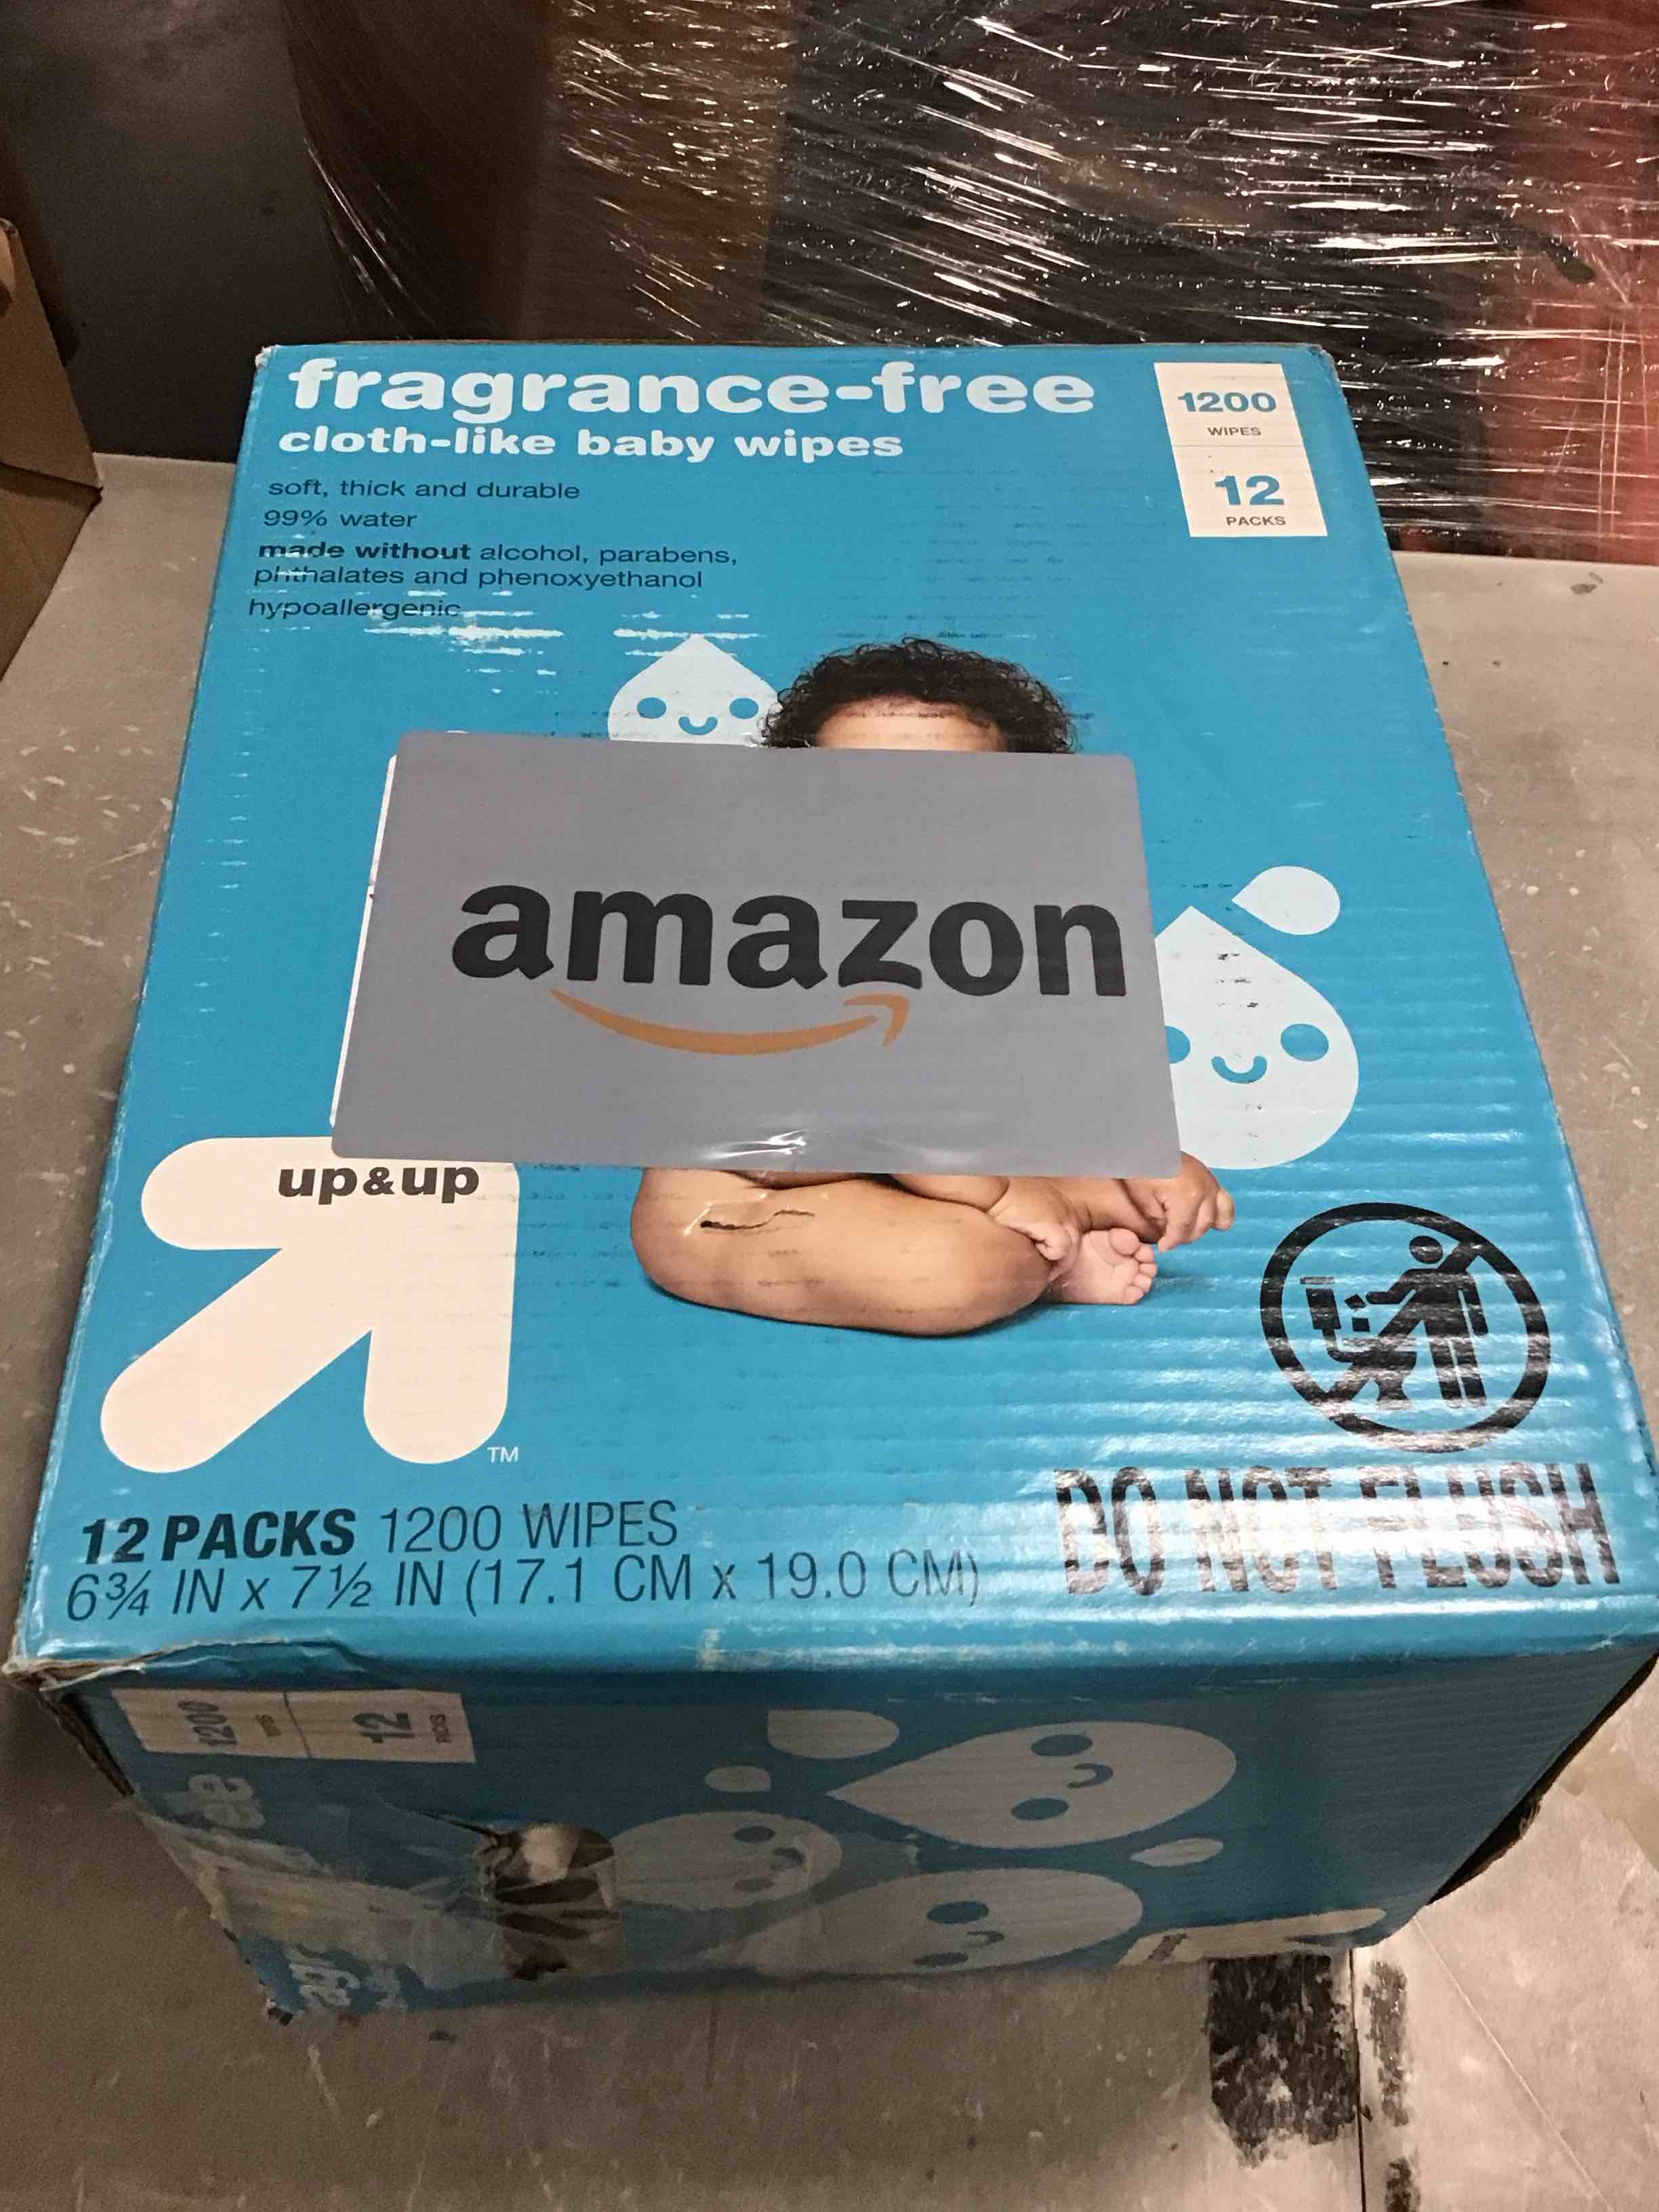 fragrance-free
cloth-like baby wipes
soft, thick and durable
99% water
made without alcohol, parabens,
phthalates and phenoxyethanol
hypoallergenic
1200
WIPES
12
PACKS
amazon
up&up
TM
12 PACKS 1200 WIPES
6¾ IN x 7½ IN (17.1 CM x 19.0 CM)
DO NOT FLUSH
1200
WIPES
12
PACKS